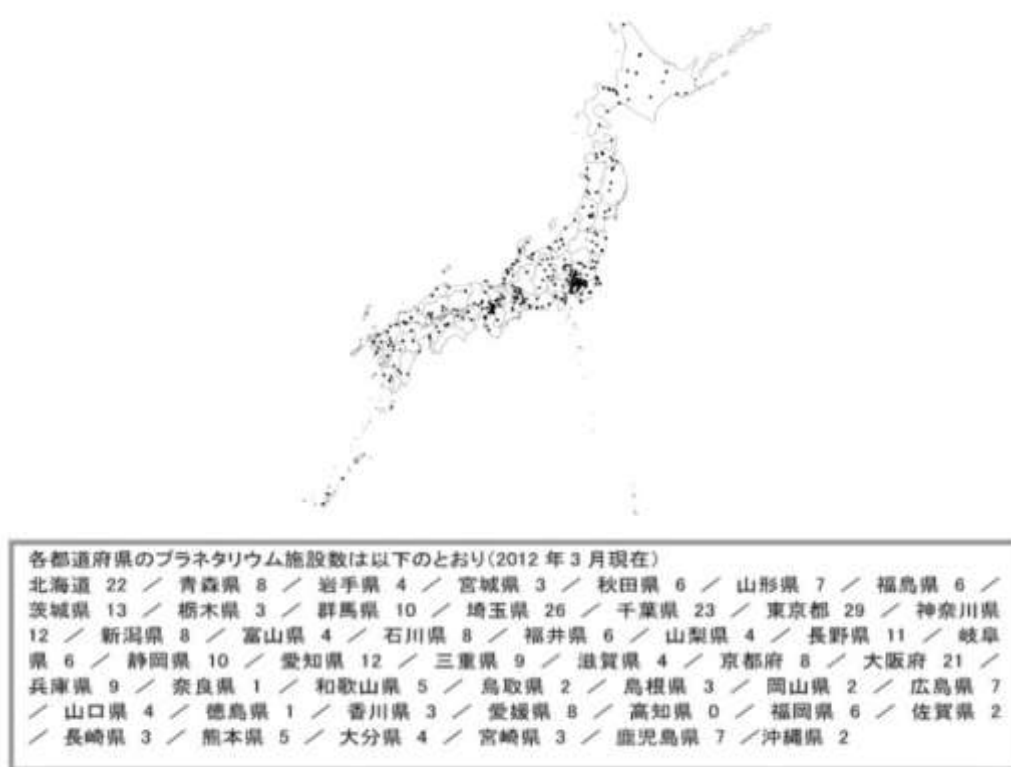 各都道府県のプラネタリウム施設数は以下のとおり(2012 年 3 月現在)
北海道 22 ／ 青森県 8 ／ 岩手県 4 ／ 宮城県 3 ／ 秋田県 6 ／ 山形県 7 ／ 福島県 6 ／
茨城県 13 ／ 栃木県 3 ／ 群馬県 10 ／ 埼玉県 26 ／ 千葉県 23 ／ 東京都 29 ／ 神奈川県
12 ／ 新潟県 8 ／ 富山県 4 ／ 石川県 8 ／ 福井県 6 ／ 山梨県 4 ／ 長野県 11 ／ 岐阜
県 6 ／ 静岡県 10 ／ 愛知県 12 ／ 三重県 9 ／ 滋賀県 4 ／ 京都府 8 ／ 大阪府 21 ／
兵庫県 9 ／ 奈良県 1 ／ 和歌山県 5 ／ 鳥取県 2 ／ 島根県 3 ／ 岡山県 2 ／ 広島県 7
／ 山口県 4 ／ 徳島県 1 ／ 香川県 3 ／ 愛媛県 8 ／ 高知県 0 ／ 福岡県 6 ／ 佐賀県 2
／ 長崎県 3 ／ 熊本県 5 ／ 大分県 4 ／ 宮崎県 3 ／ 鹿児島県 7 ／沖縄県 2